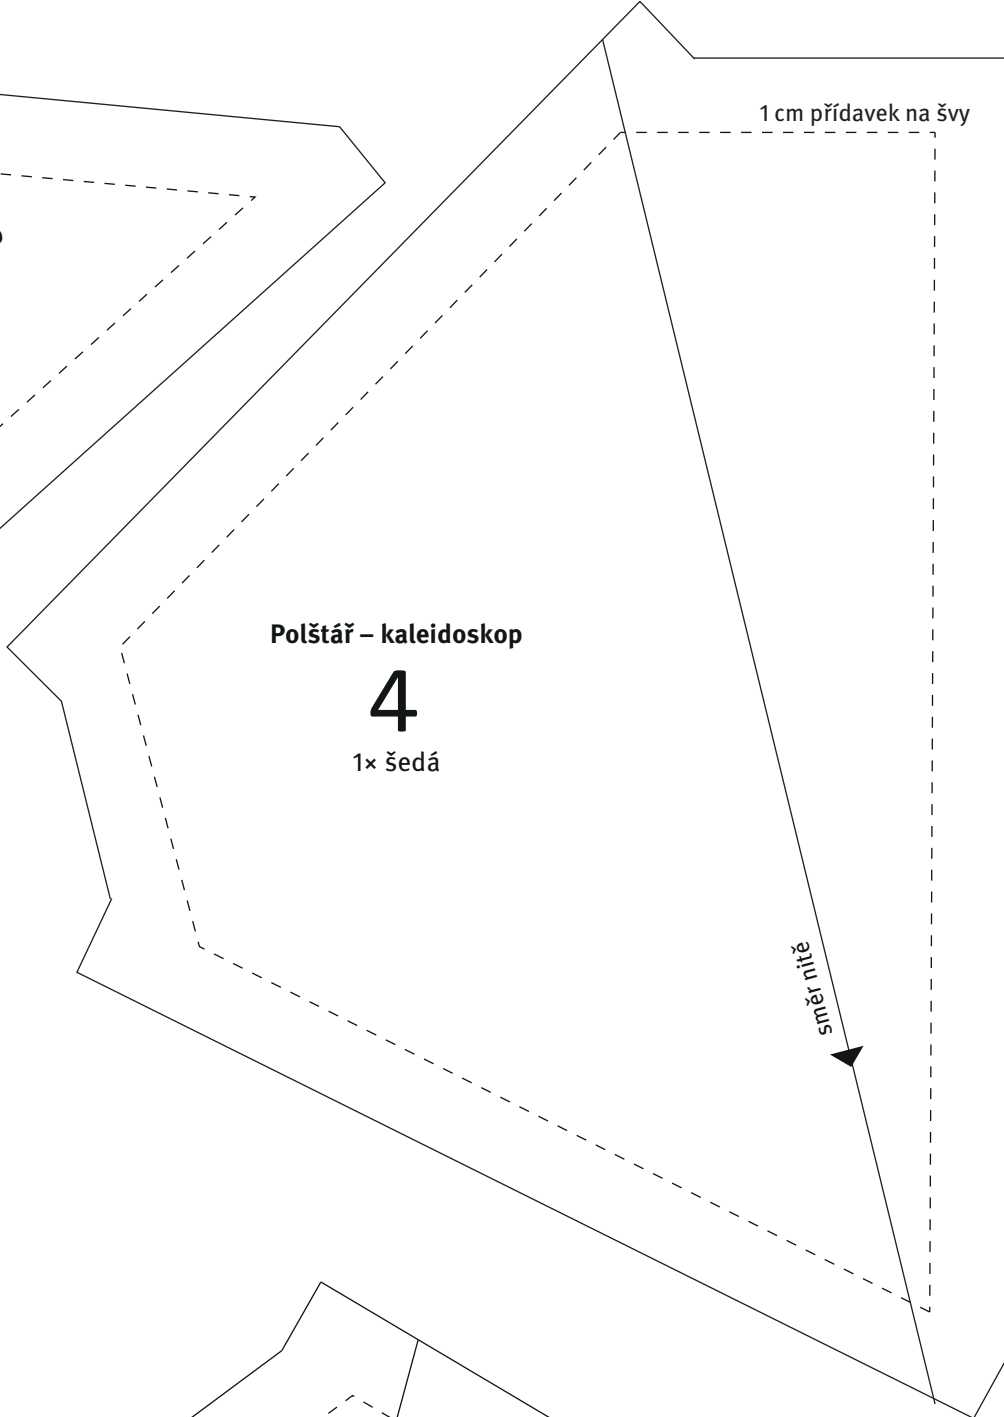 1 cm přídavek na švy
Polštář – kaleidoskop
4
1× šedá
směr nitě